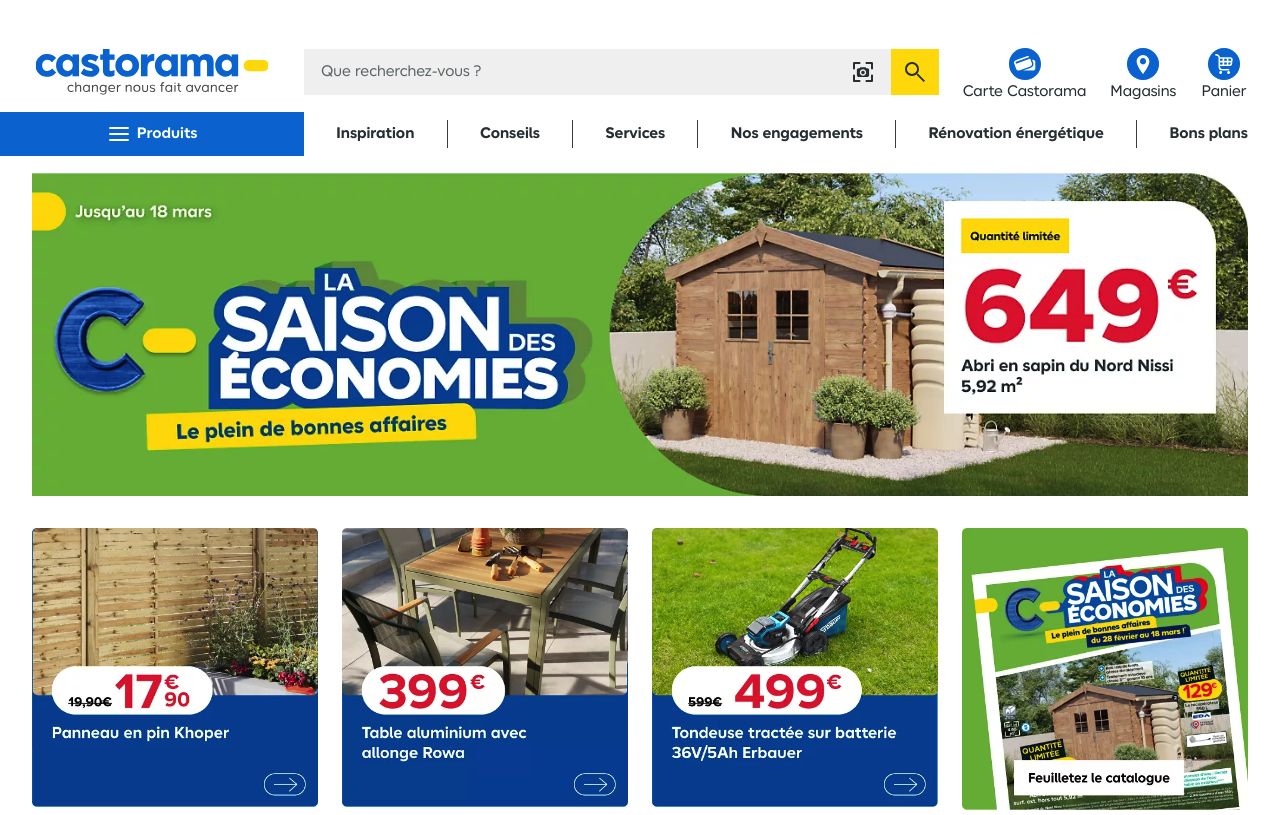 castorama
changer nous fait avancer
Que recherchez-vous ?
Carte Castorama
Magasins
Panier
Produits
Inspiration
Conseils
Services
Nos engagements
Rénovation énergétique
Bons plans
Jusqu'au 18 mars
LA
SAISON DES
ÉCONOMIES
Le plein de bonnes affaires
Quantité limitée
649€
Abri en sapin du Nord Nissi
5,92 m²
19,90€ 17€90
Panneau en pin Khoper
399€
Table aluminium avec
allonge Rowa
599€ 499€
Tondeuse tractée sur batterie
36V/5Ah Erbauer
LA
SAISON DES
ÉCONOMIES
Le plein de bonnes affaires
du 28 février au 18 mars !
QUANTITÉ
LIMITÉE
129€
QUANTITÉ
LIMITÉE
Feuilletez le catalogue